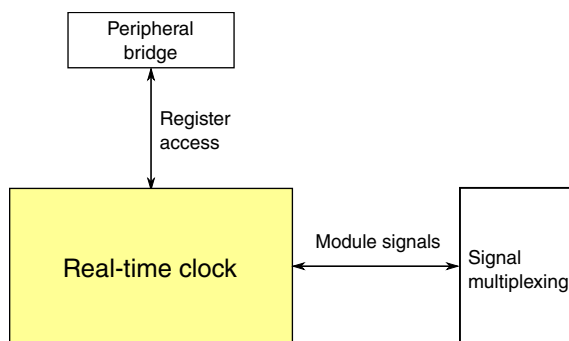 Peripheral
bridge
Register
access
Real-time clock
Module signals
Signal
multiplexing